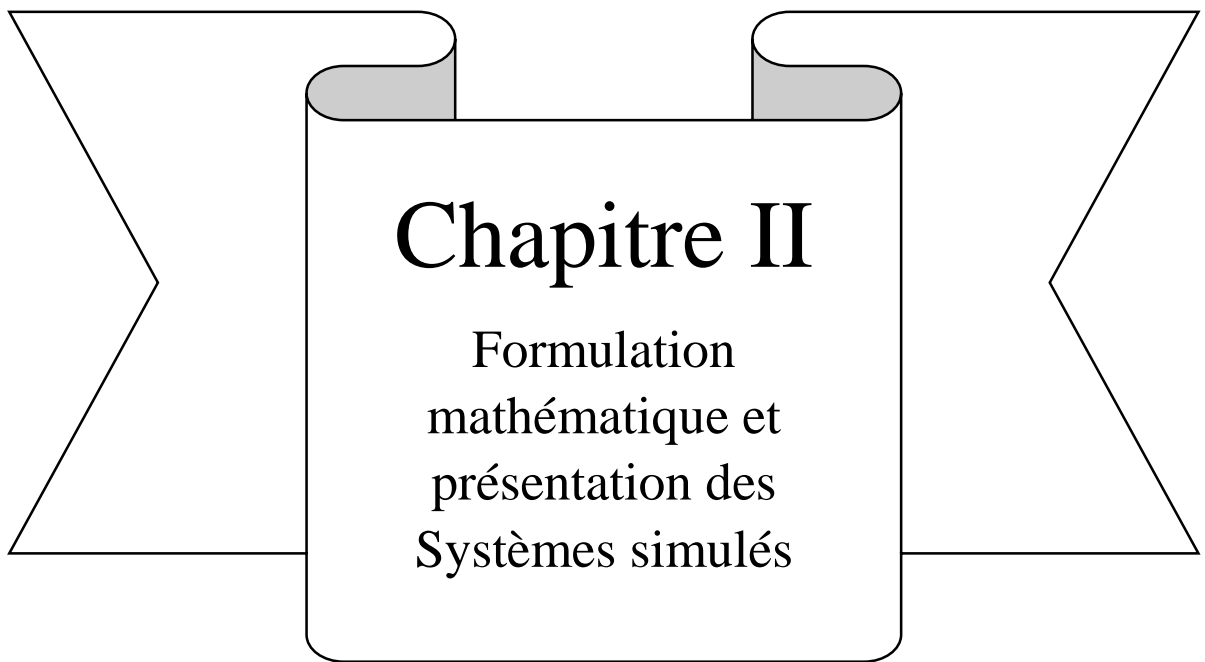 Chapitre II
Formulation
mathématique et
présentation des
Systèmes simulés